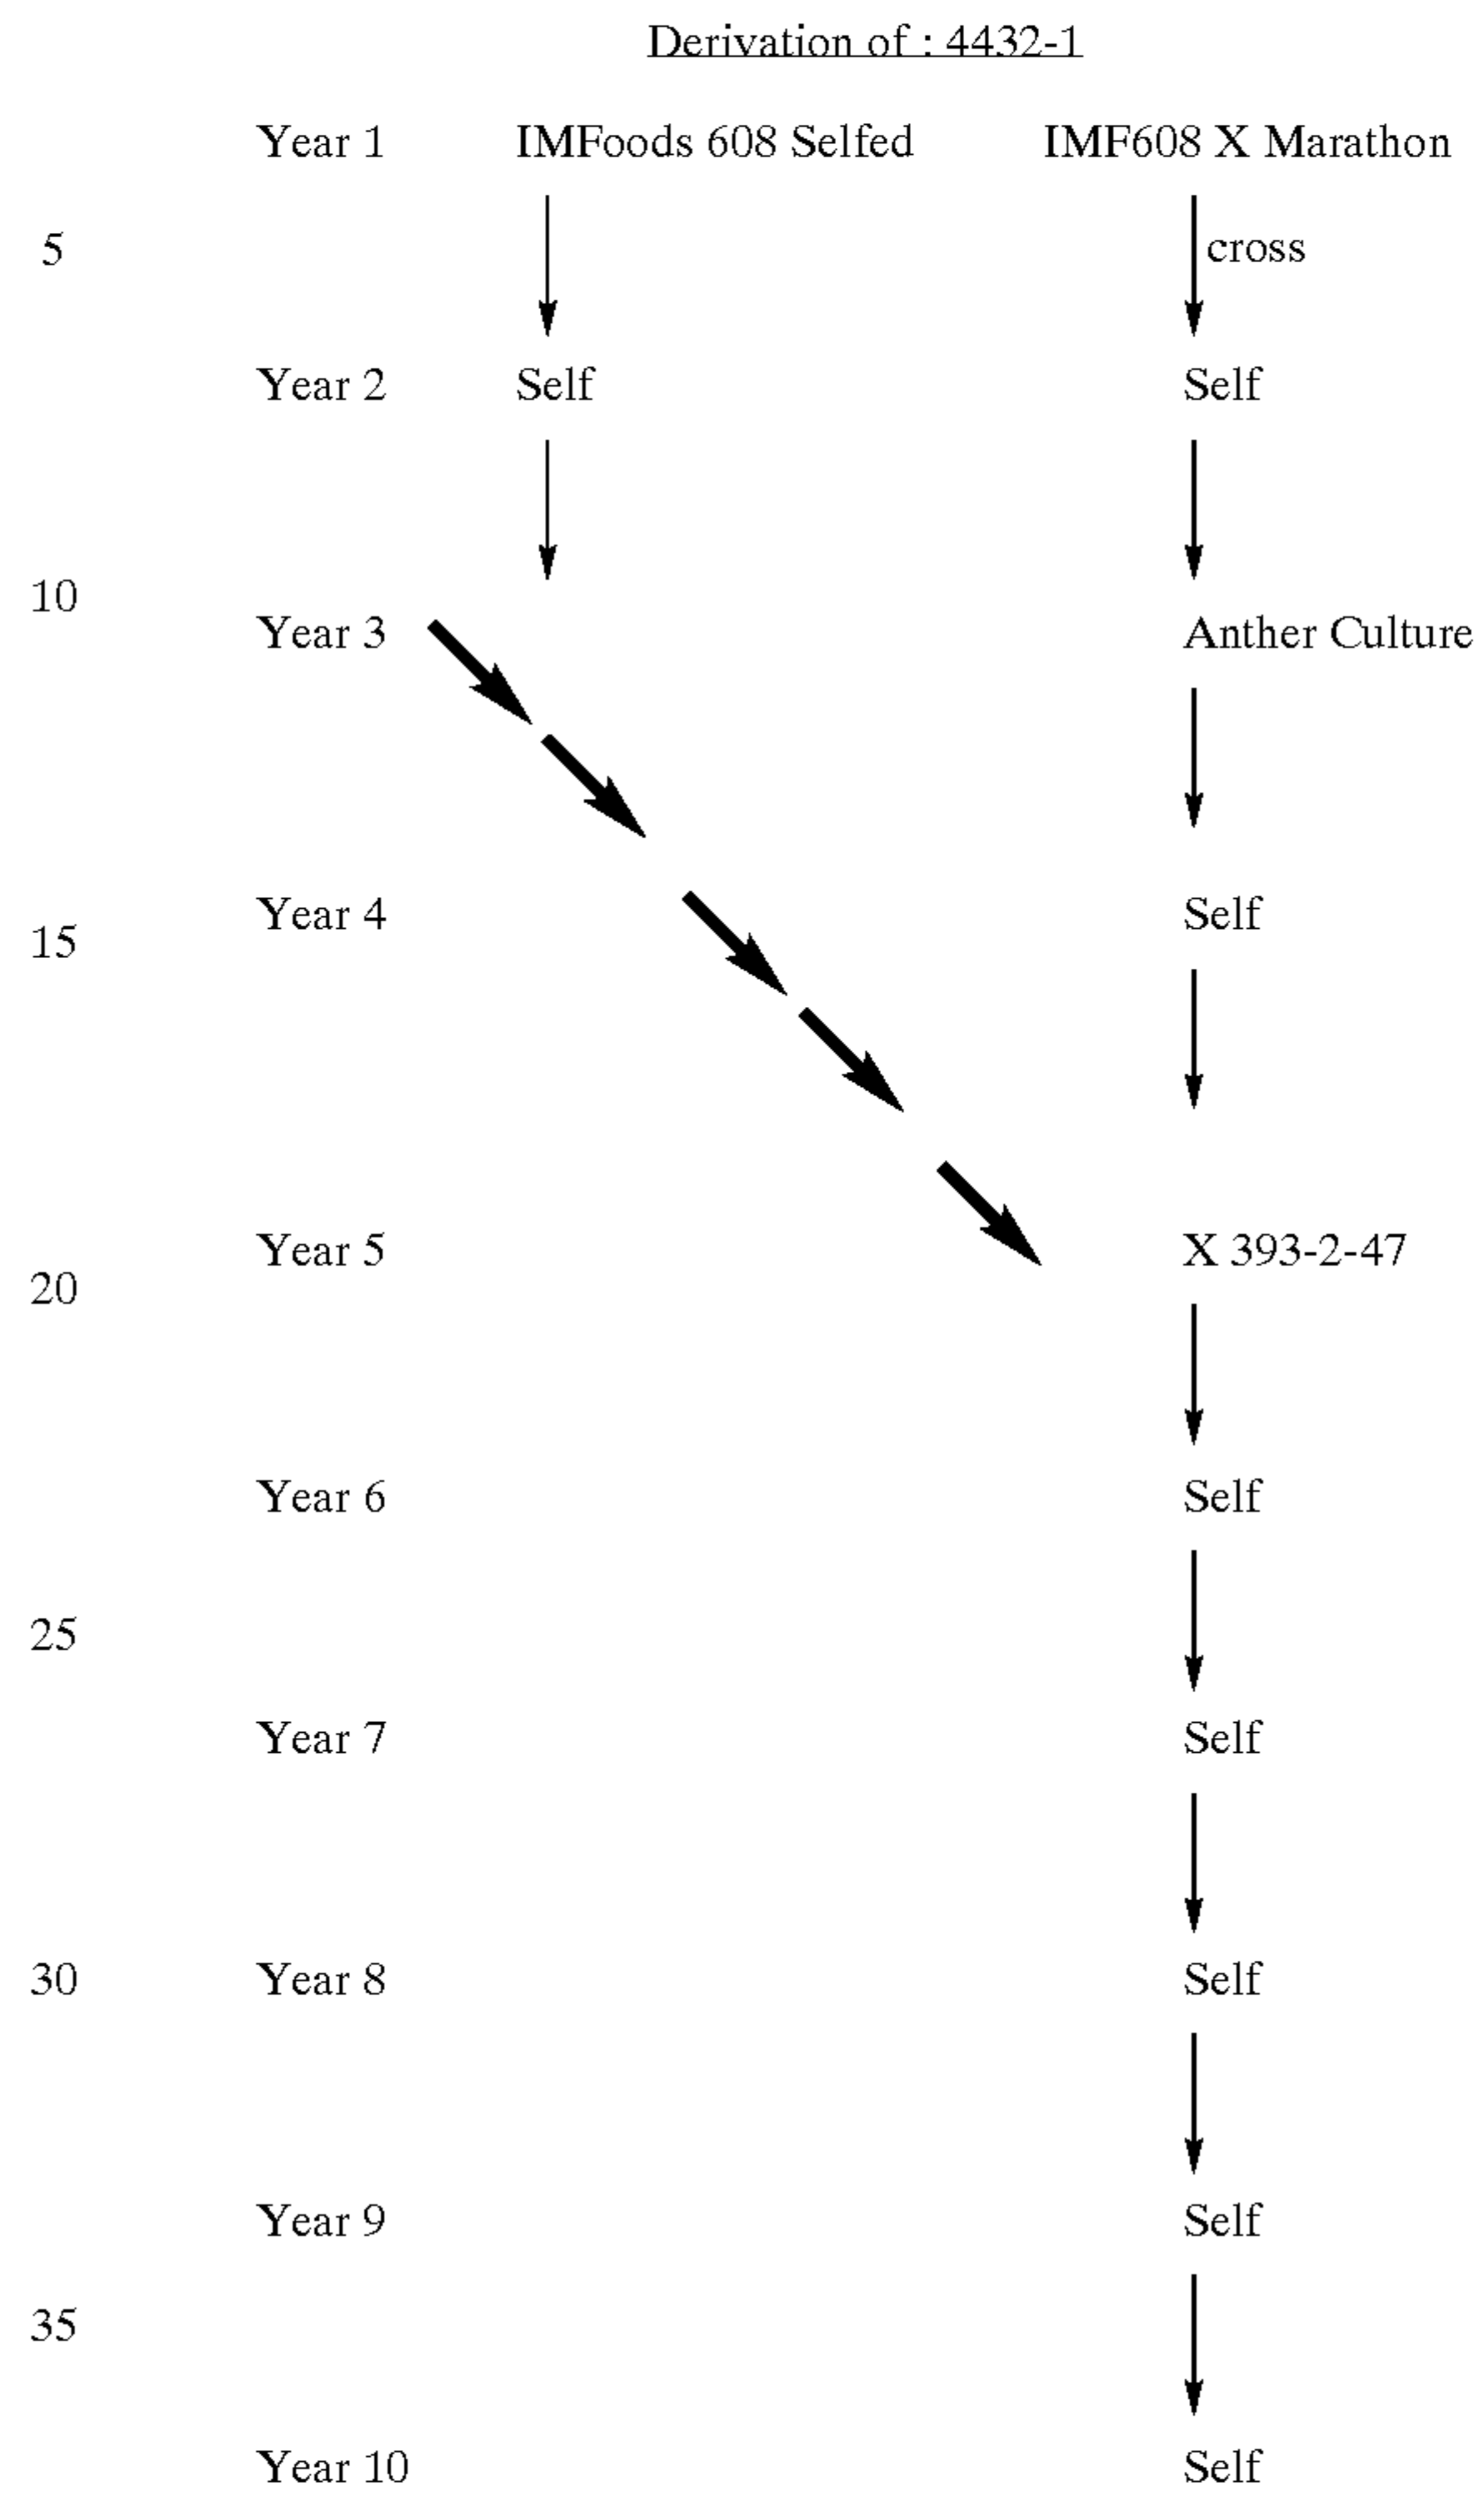 Derivation of : 4432-1
Year 1 IMFoods 608 Selfed IMF608 X Marathon
5 cross
Year 2 Self Self
10
Year 3 Anther Culture
Year 4 Self
15
Year 5 X 393-2-47
20
Year 6 Self
25
Year 7 Self
30 Year 8 Self
Year 9 Self
35
Year 10 Self